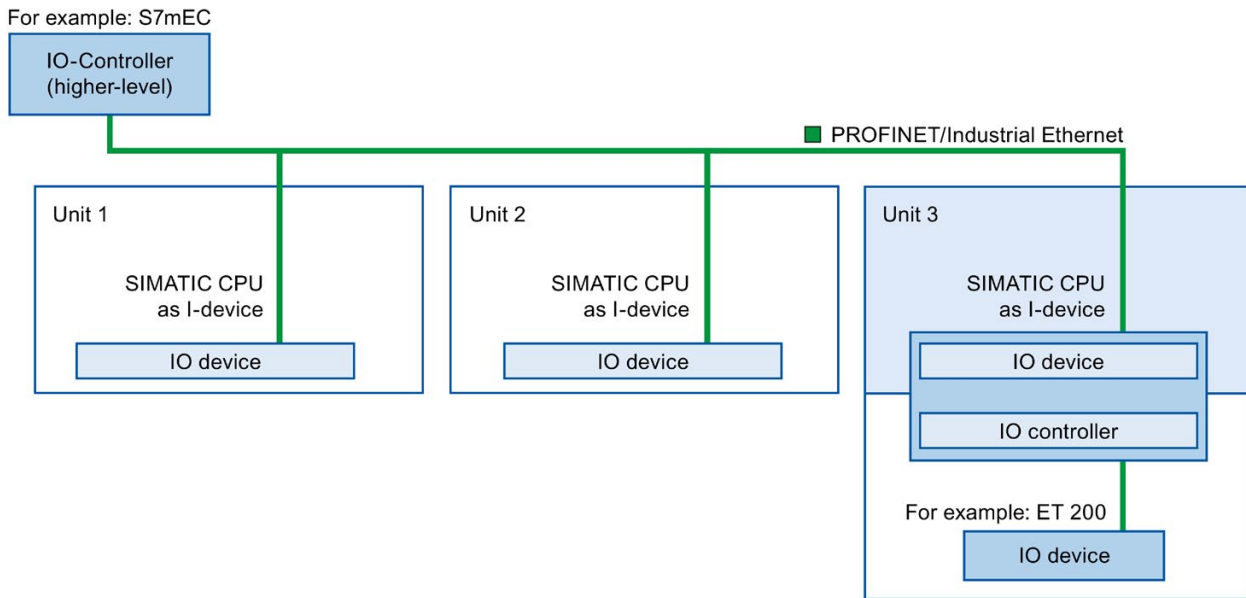 For example: S7mEC
IO-Controller
(higher-level)
PROFINET/Industrial Ethernet
Unit 1
SIMATIC CPU
as I-device
IO device
Unit 2
SIMATIC CPU
as I-device
IO device
Unit 3
SIMATIC CPU
as I-device
IO device
IO controller
For example: ET 200
IO device